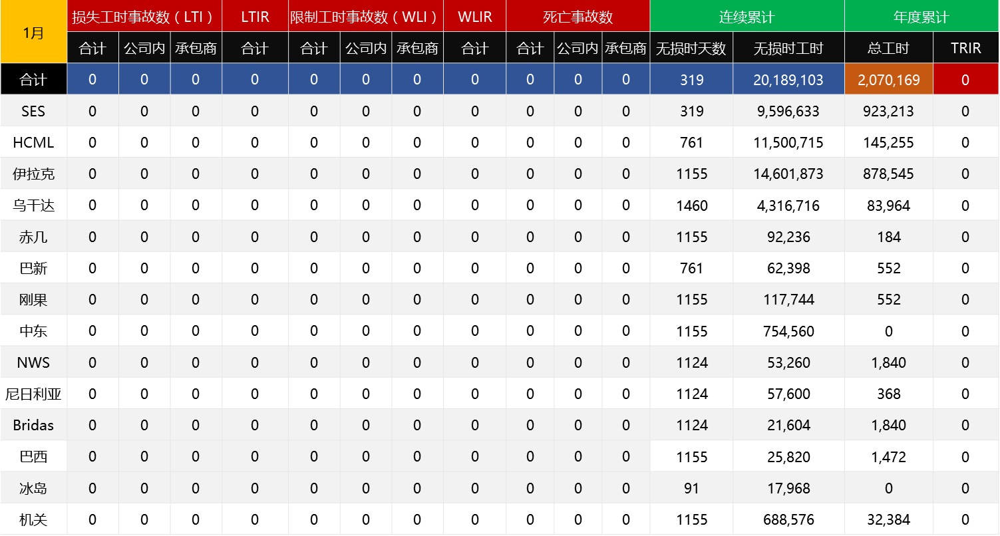 1月 损失工时事故数（LTI） LTIR 限制工时事故数（WLI） WLIR 死亡事故数 连续累计 年度累计
合计 公司内 承包商 合计 合计 公司内 承包商 合计 合计 公司内 承包商 无损时天数 无损时工时 总工时 TRIR
合计 0 0 0 0 0 0 0 0 0 0 0 319 20,189,103 2,070,169 0
SES 0 0 0 0 0 0 0 0 0 0 0 319 9,596,633 923,213 0
HCML 0 0 0 0 0 0 0 0 0 0 0 761 11,500,715 145,255 0
伊拉克 0 0 0 0 0 0 0 0 0 0 0 1155 14,601,873 878,545 0
乌干达 0 0 0 0 0 0 0 0 0 0 0 1460 4,316,716 83,964 0
赤几 0 0 0 0 0 0 0 0 0 0 0 1155 92,236 184 0
巴新 0 0 0 0 0 0 0 0 0 0 0 761 62,398 552 0
刚果 0 0 0 0 0 0 0 0 0 0 0 1155 117,744 552 0
中东 0 0 0 0 0 0 0 0 0 0 0 1155 754,560 0 0
NWS 0 0 0 0 0 0 0 0 0 0 0 1124 53,260 1,840 0
尼日利亚 0 0 0 0 0 0 0 0 0 0 0 1124 57,600 368 0
Bridas 0 0 0 0 0 0 0 0 0 0 0 1124 21,604 1,840 0
巴西 0 0 0 0 0 0 0 0 0 0 0 1155 25,820 1,472 0
冰岛 0 0 0 0 0 0 0 0 0 0 0 91 17,968 0 0
机关 0 0 0 0 0 0 0 0 0 0 0 1155 688,576 32,384 0